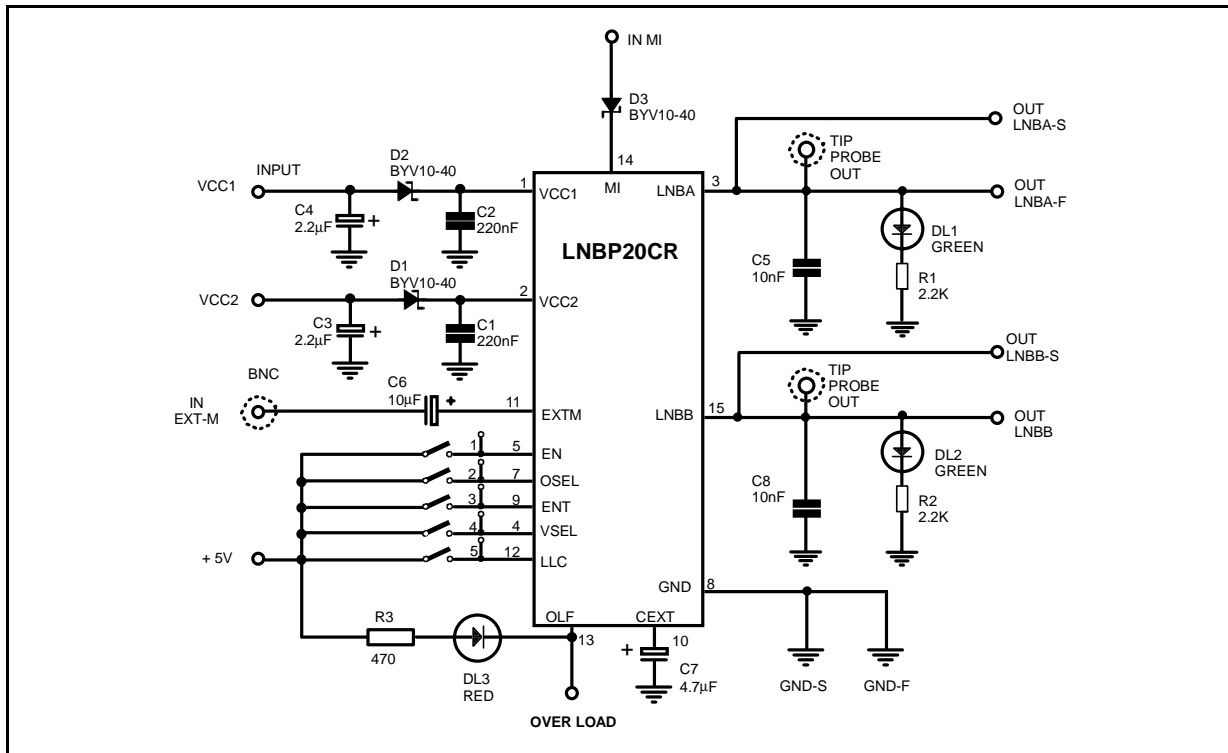 IN MI
D3
BYV10-40
OUT
LNBA-S
TIP
PROBE
OUT
14
MI
D2
BYV10-40
INPUT
VCC1
1
VCC1
LNBA
3
OUT
LNBA-F
C4
2.2µF
+
C2
220nF
LNBP20CR
DL1
GREEN
C5
10nF
R1
2.2K
D1
BYV10-40
VCC2
2
VCC2
C3
2.2µF
+
C1
220nF
OUT
LNBB-S
TIP
PROBE
OUT
BNC
IN
EXT-M
C6
10µF
+
11
EXTM
LNBB
15
OUT
LNBB
1
5
EN
2
7
OSEL
3
9
ENT
4
4
VSEL
5
12
LLC
+ 5V
DL2
GREEN
C8
10nF
R2
2.2K
GND
8
R3
470
DL3
RED
OLF
13
CEXT
10
+
C7
4.7µF
GND-S
GND-F
OVER LOAD